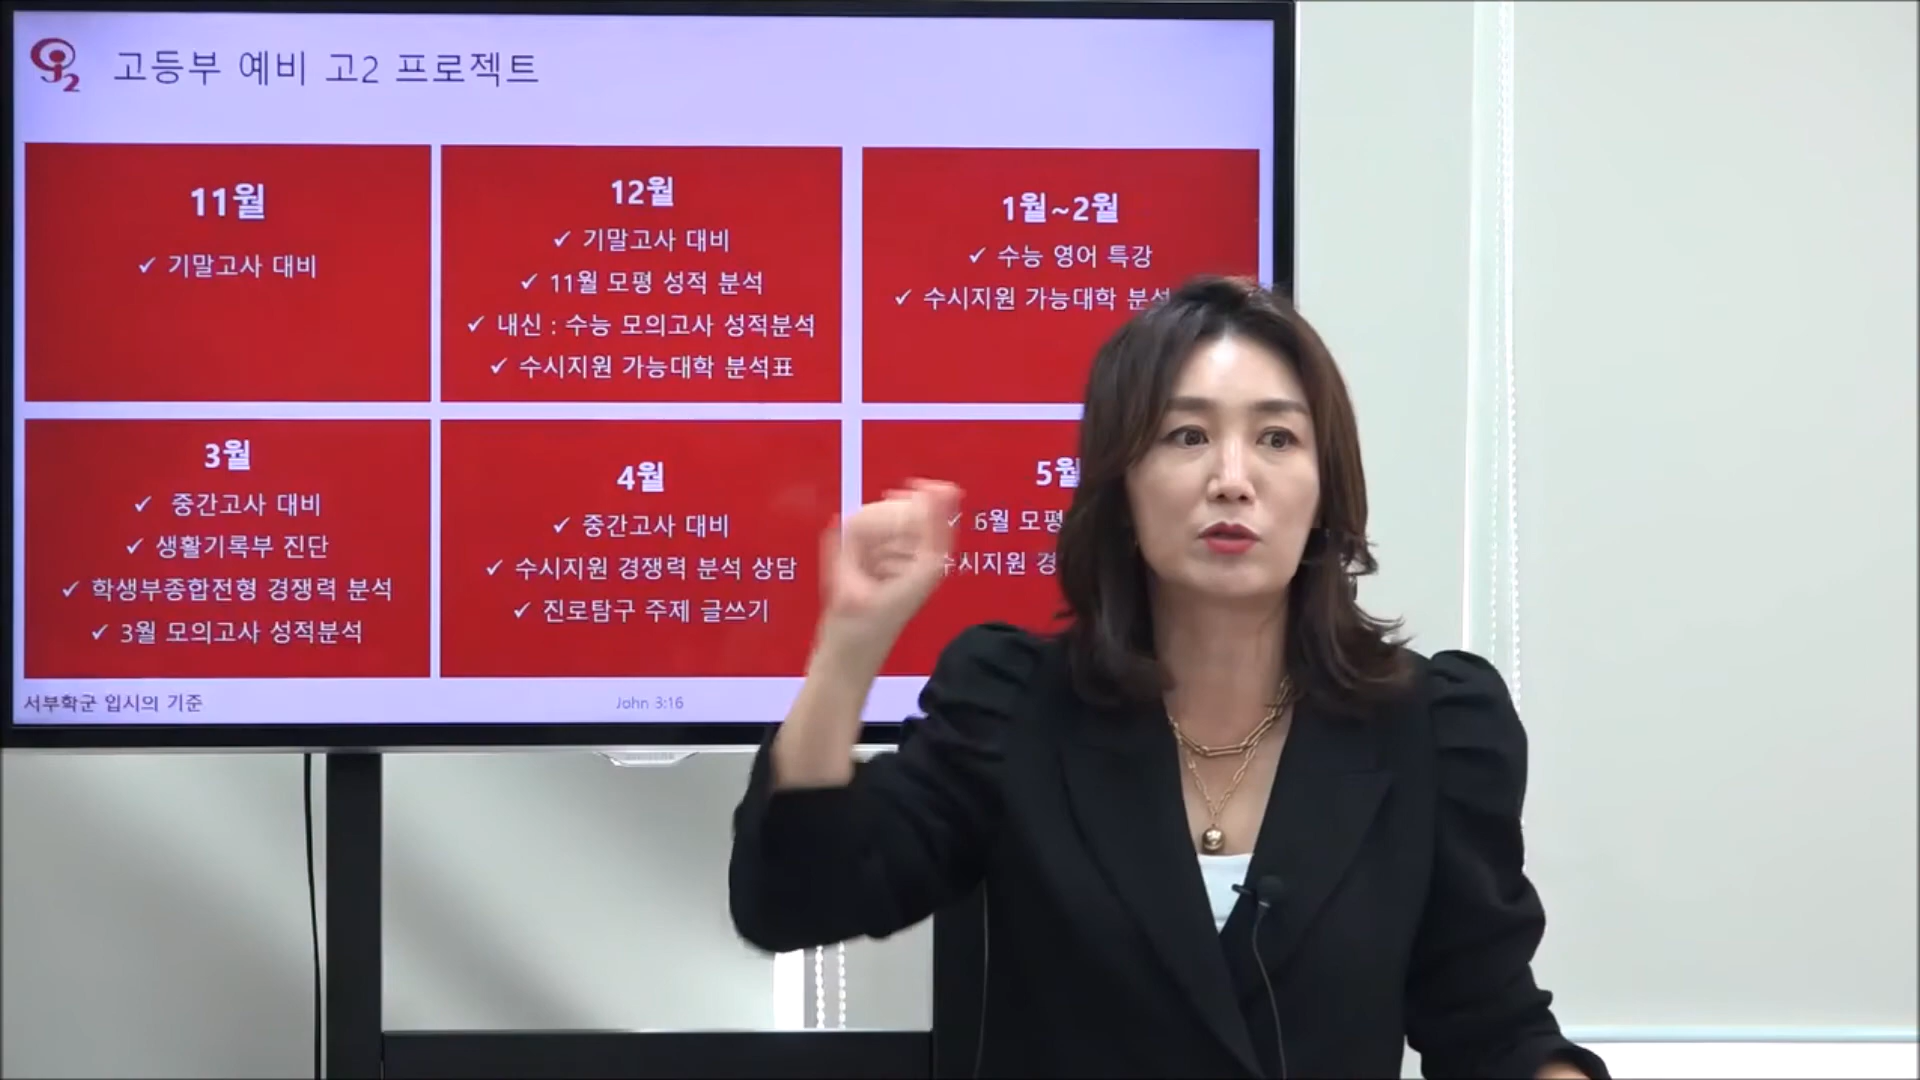 고등부 예비 고2 프로젝트
11월
✓ 기말고사 대비
12월
✓ 기말고사 대비
✓ 11월 모평 성적 분석
✓ 내신 : 수능 모의고사 성적분석
✓ 수시지원 가능대학 분석표
1월~2월
✓ 수능 영어 특강
✓ 수시지원 가능대학 분석
3월
✓ 중간고사 대비
✓ 생활기록부 진단
✓ 학생부종합전형 경쟁력 분석
✓ 3월 모의고사 성적분석
4월
✓ 중간고사 대비
✓ 수시지원 경쟁력 분석 상담
✓ 진로탐구 주제 글쓰기
5월
✓ 6월 모평
수시지원 경
서부학군 입시의 기준
John 3:16